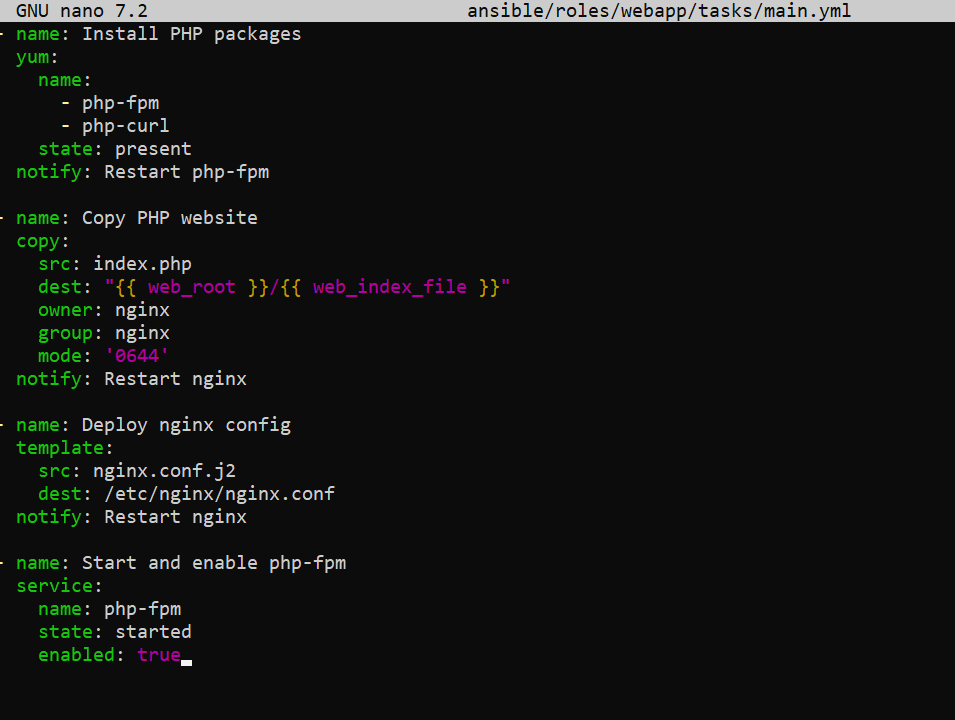 GNU nano 7.2 ansible/roles/webapp/tasks/main.yml
- name: Install PHP packages
  yum:
    name:
      - php-fpm
      - php-curl
    state: present
  notify: Restart php-fpm

- name: Copy PHP website
  copy:
    src: index.php
    dest: "{{ web_root }}/{{ web_index_file }}"
    owner: nginx
    group: nginx
    mode: '0644'
  notify: Restart nginx

- name: Deploy nginx config
  template:
    src: nginx.conf.j2
    dest: /etc/nginx/nginx.conf
  notify: Restart nginx

- name: Start and enable php-fpm
  service:
    name: php-fpm
    state: started
    enabled: true